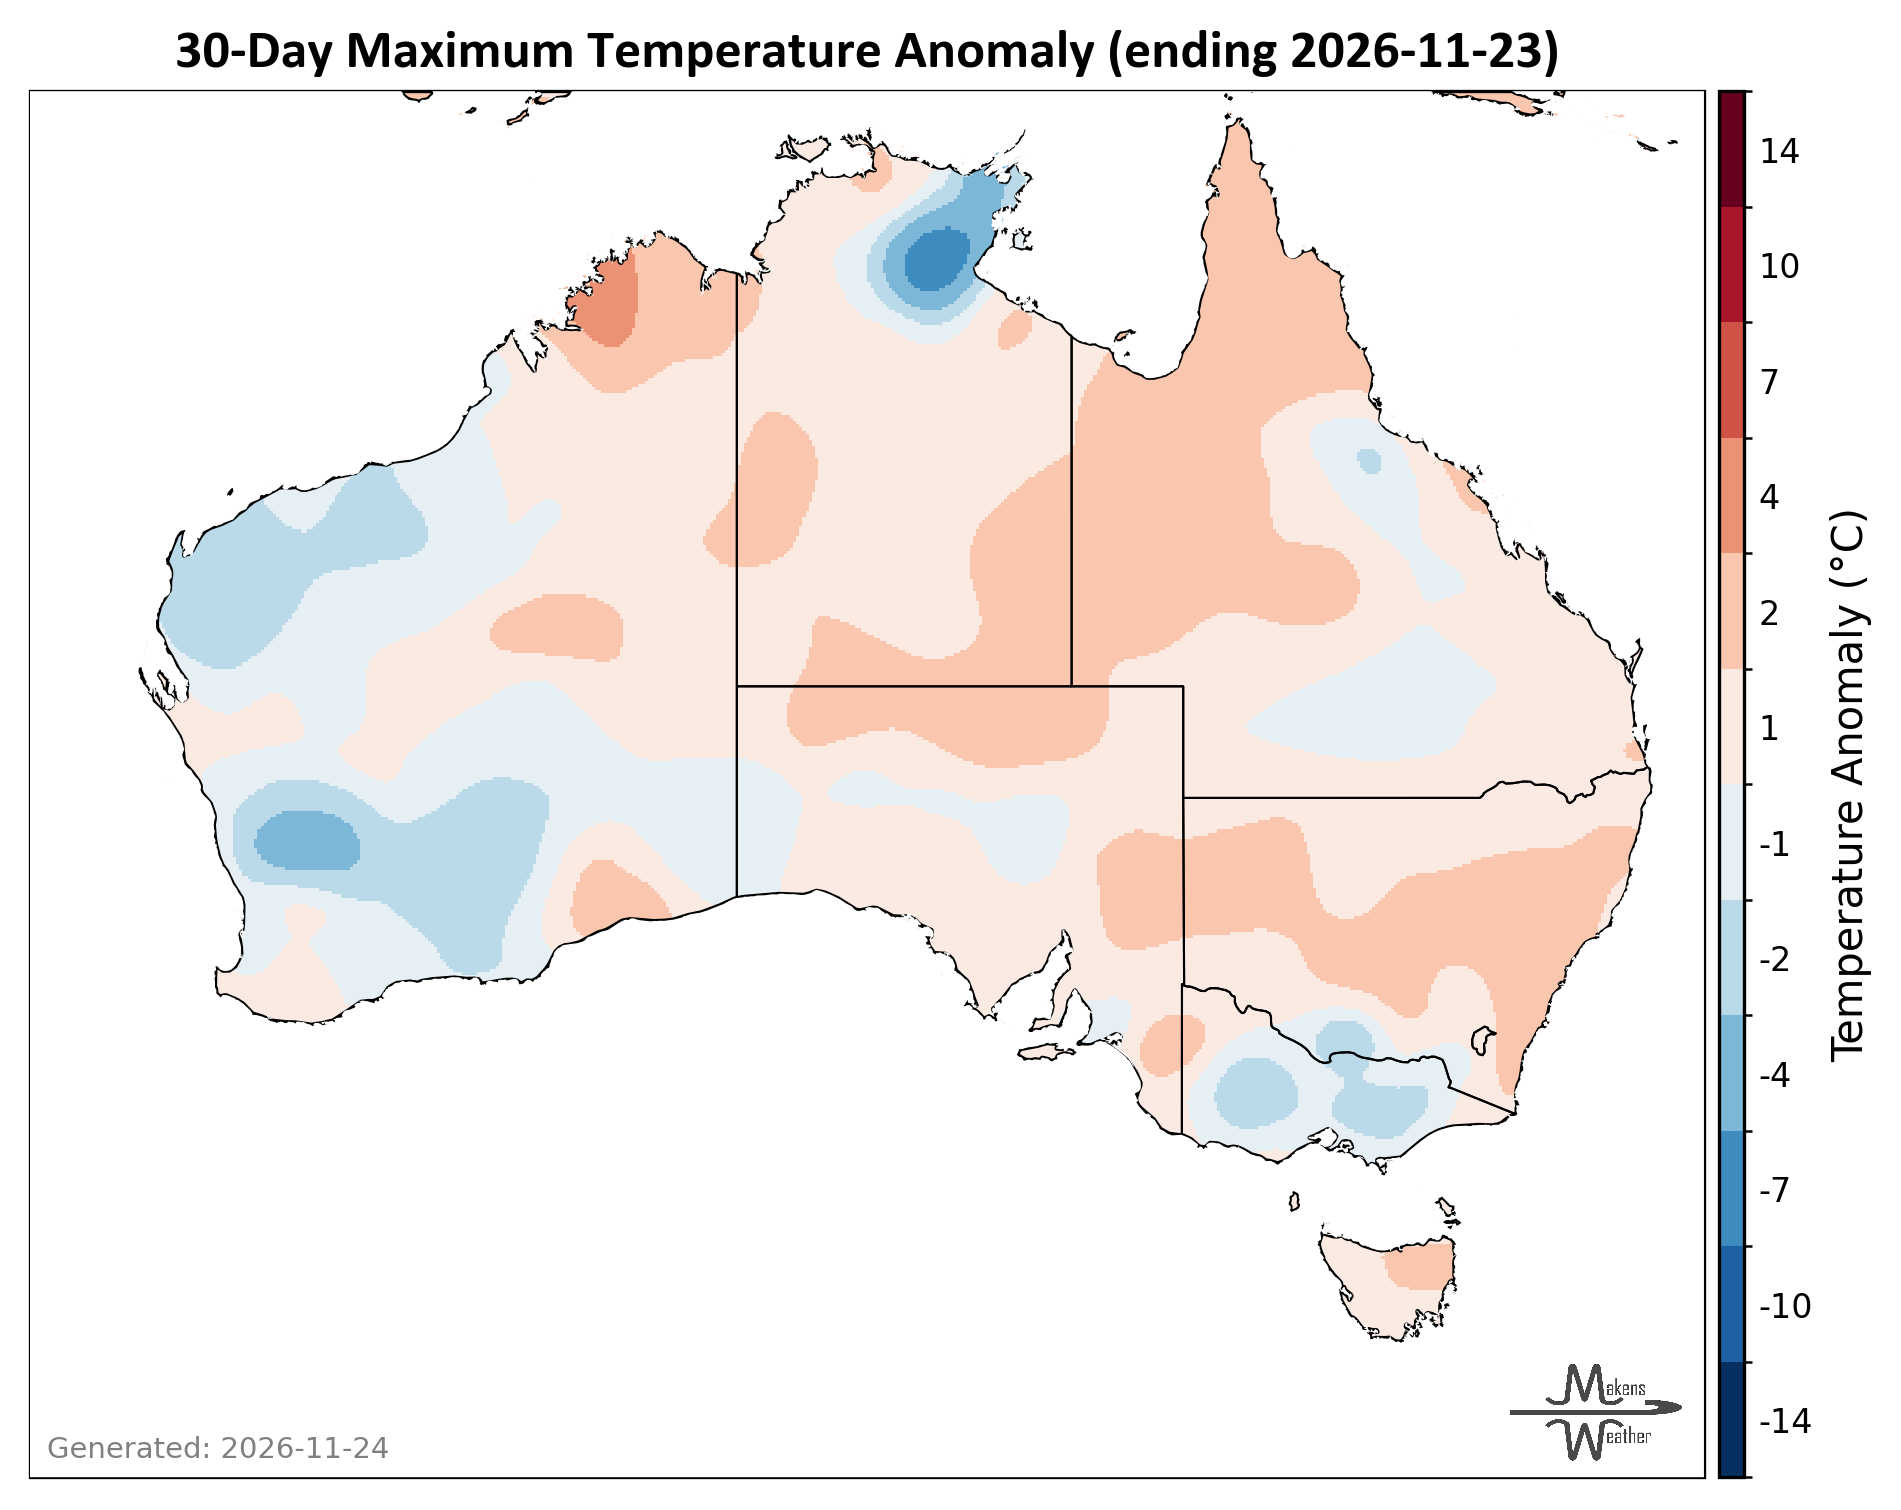 30-Day Maximum Temperature Anomaly (ending 2026-11-23)
14
10
7
4
2
1
-1
-2
-4
-7
-10
-14
Temperature Anomaly (°C)
Makens
Weather
Generated: 2026-11-24